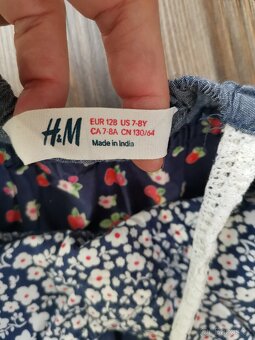 H&M
EUR 128 US 7-8Y
CA 7-8A CN 130/64
Made in India